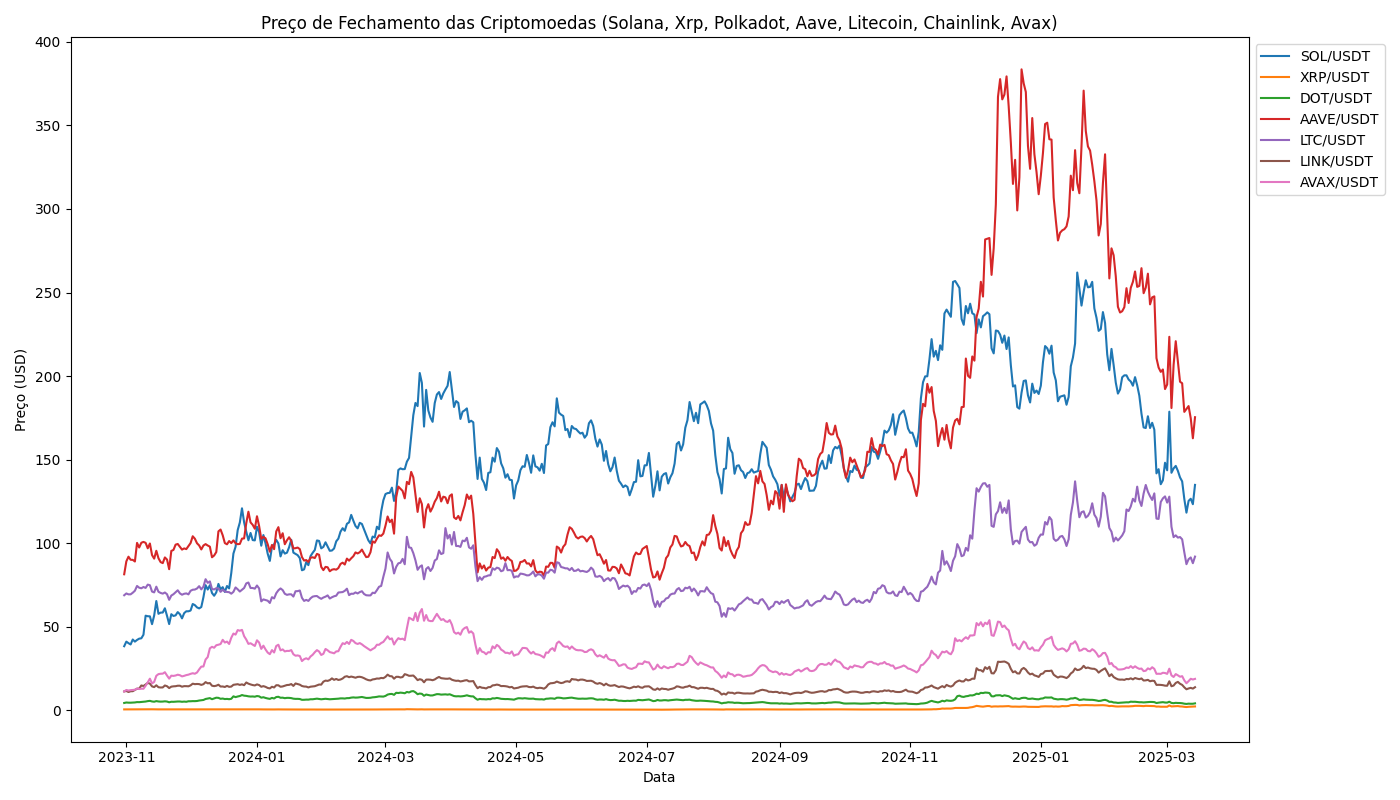 Preço de Fechamento das Criptomoedas (Solana, Xrp, Polkadot, Aave, Litecoin, Chainlink, Avax)
400
350
300
250
200
150
100
50
0
Preço (USD)
2023-11
2024-01
2024-03
2024-05
2024-07
2024-09
2024-11
2025-01
2025-03
Data
SOL/USDT
XRP/USDT
DOT/USDT
AAVE/USDT
LTC/USDT
LINK/USDT
AVAX/USDT